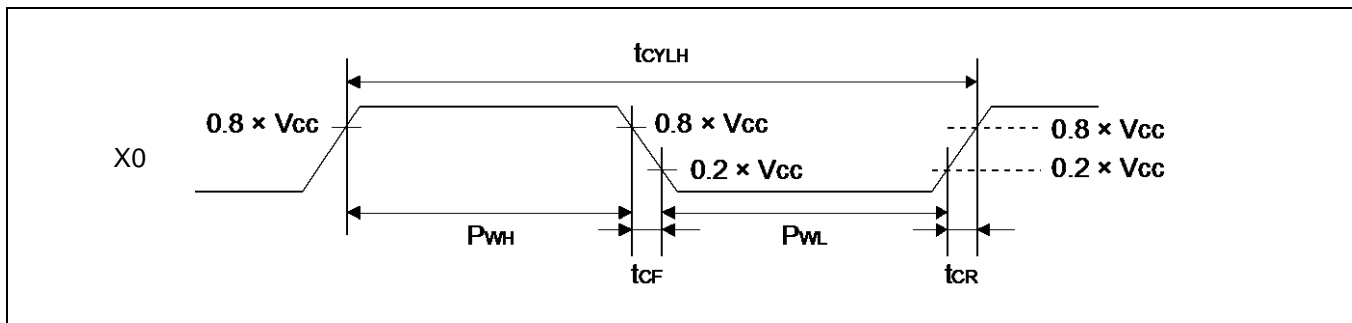 tCYLH
0.8 × VCC
0.8 × VCC
0.8 × VCC
X0
0.2 × VCC
0.2 × VCC
PWH
PWL
tCF
tCR